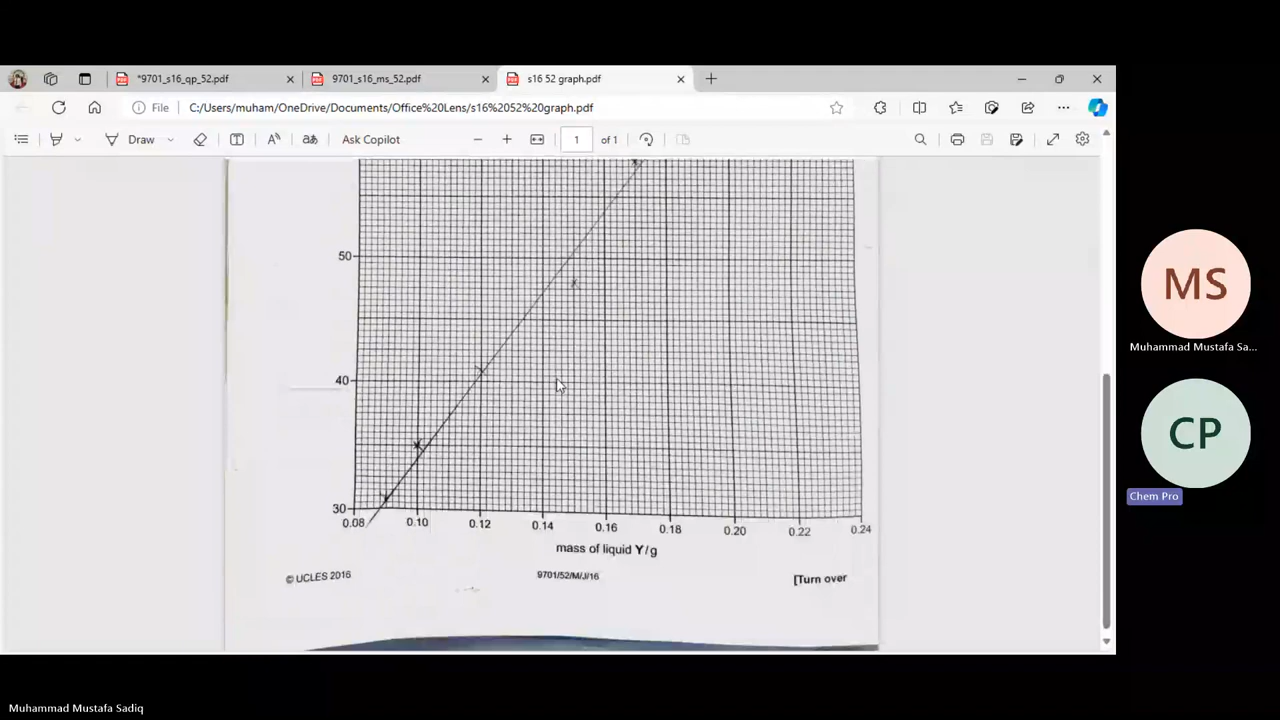 *9701_s16_qp_52.pdf
9701_s16_ms_52.pdf
s16 52 graph.pdf
File
C:/Users/muham/OneDrive/Documents/Office%20Lens/s16%2052%20graph.pdf
Draw
Ask Copilot
1
of 1
50
40
30
0.08
0.10
0.12
0.14
0.16
0.18
0.20
0.22
0.24
mass of liquid Y/g
© UCLES 2016
9701/52/M/J/16
[Turn over
MS
Muhammad Mustafa Sa...
CP
Chem Pro
Muhammad Mustafa Sadiq